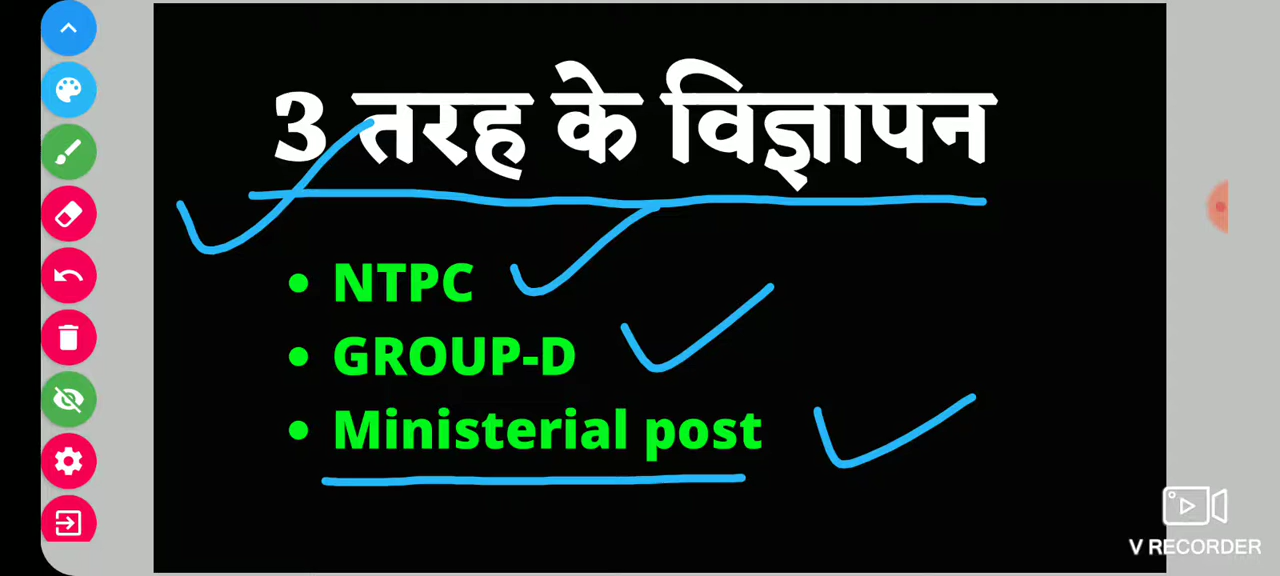 3 तरह के विज्ञापन
• NTPC
• GROUP-D
• Ministerial post
V RECORDER